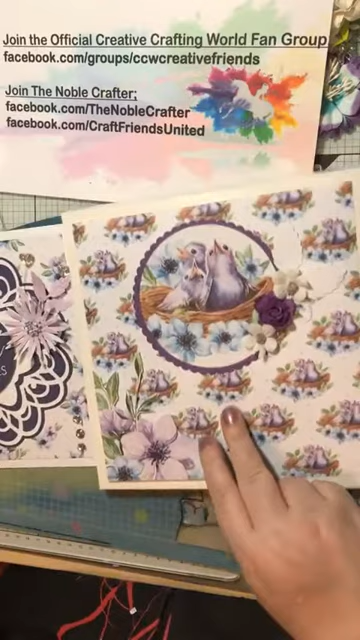 Join the Official Creative Crafting World Fan Group
facebook.com/groups/ccwcreativefriends
Join The Noble Crafter;
facebook.com/TheNobleCrafter
facebook.com/CraftFriendsUnited